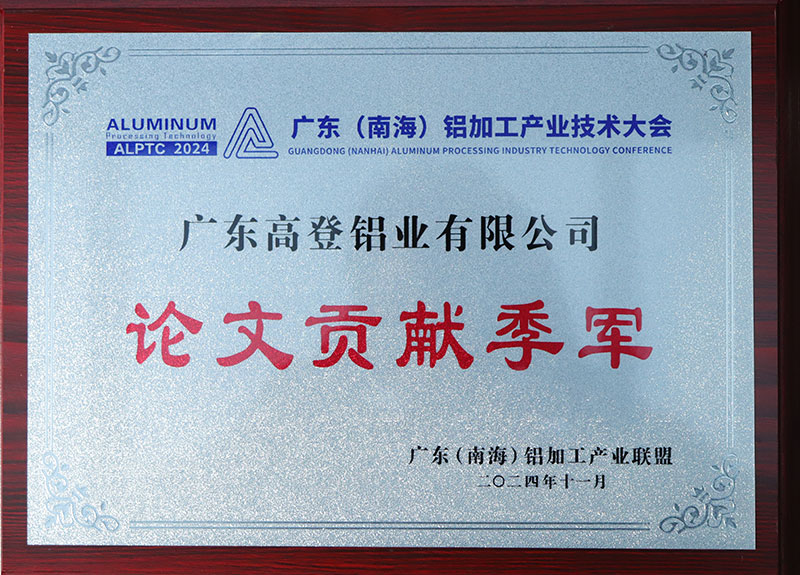 ALUMINUM
Processing Technology
ALPTC 2024
广东（南海）铝加工产业技术大会
GUANGDONG (NANHAI) ALUMINUM PROCESSING INDUSTRY TECHNOLOGY CONFERENCE
广东高登铝业有限公司
论文贡献季军
广东（南海）铝加工产业联盟
二〇二四年十一月